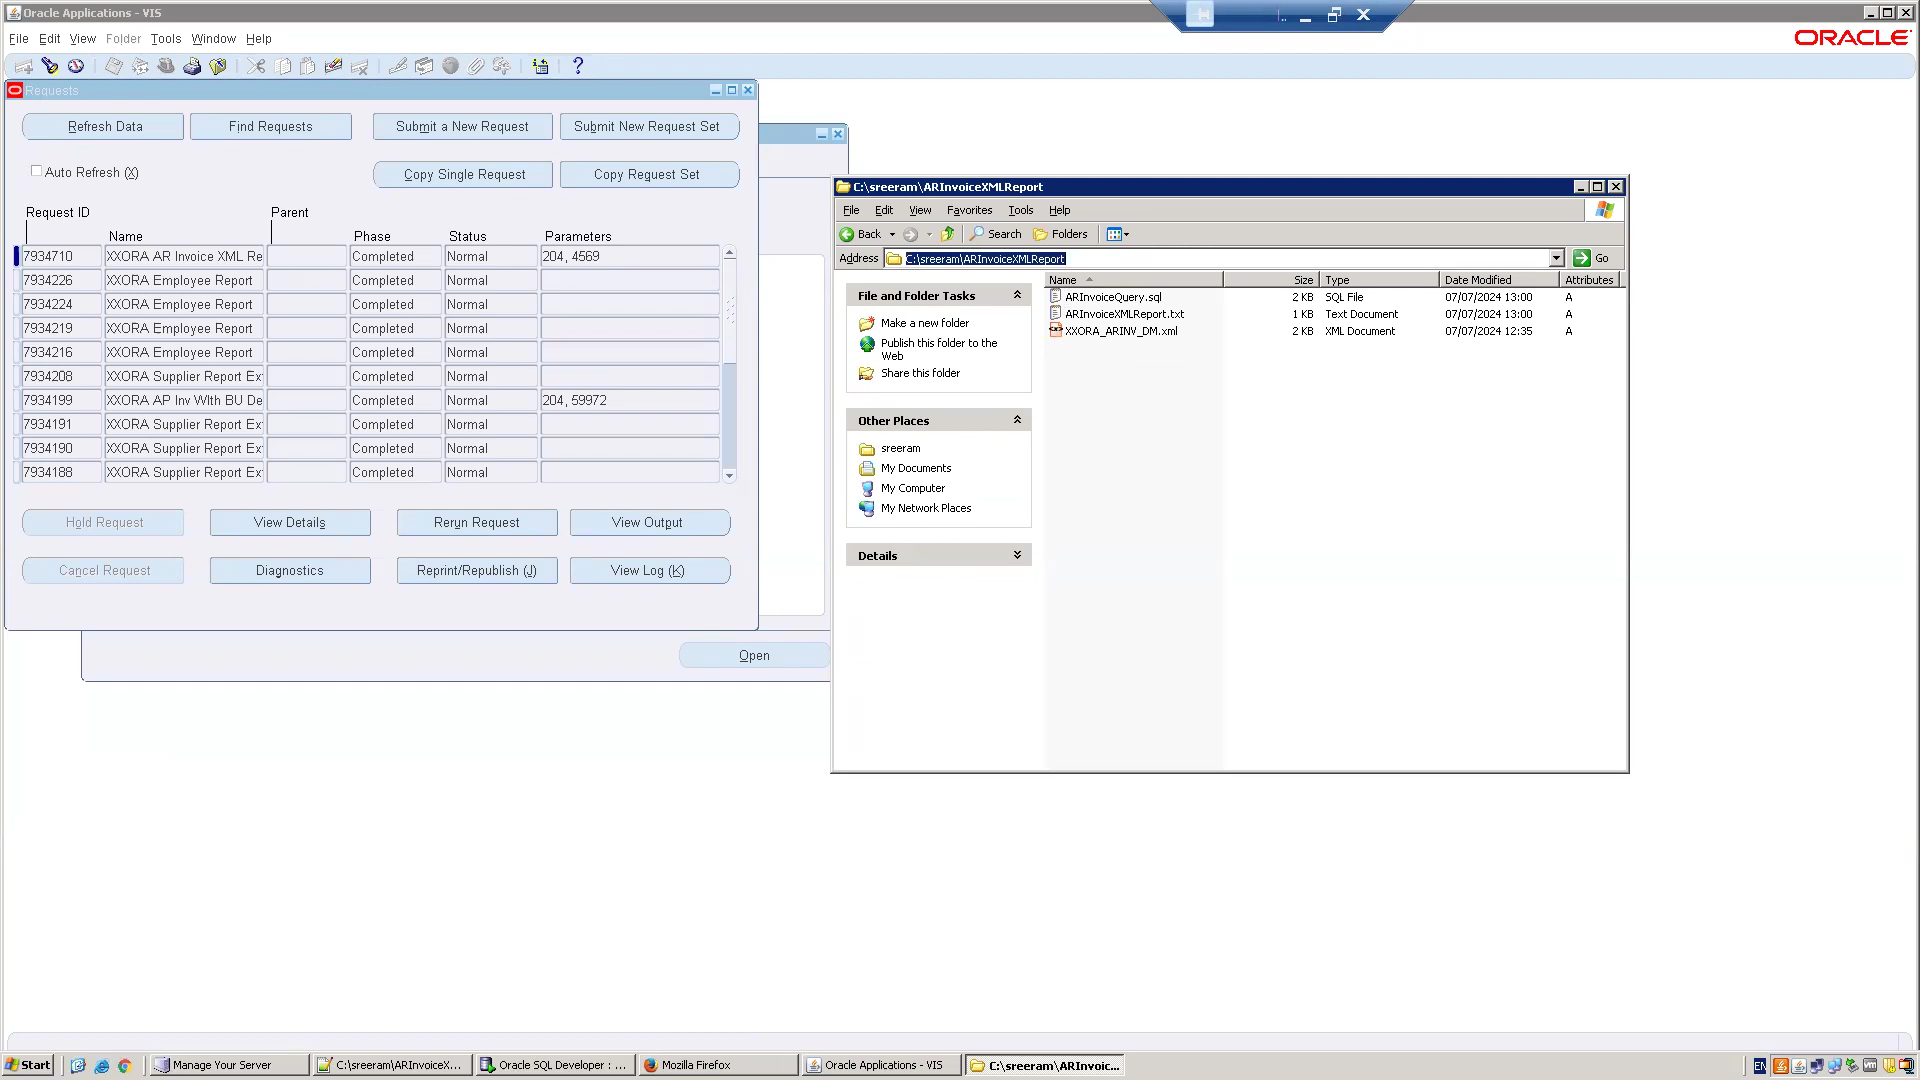 Oracle Applications - VIS
File Edit View Folder Tools Window Help
ORACLE
Requests
Refresh Data
Find Requests
Submit a New Request
Submit New Request Set
Auto Refresh (X)
Copy Single Request
Copy Request Set
Request ID
Parent
Name
Phase
Status
Parameters
7934710 XXORA AR Invoice XML Re Completed Normal 204, 4569
7934226 XXORA Employee Report Completed Normal
7934224 XXORA Employee Report Completed Normal
7934219 XXORA Employee Report Completed Normal
7934216 XXORA Employee Report Completed Normal
7934208 XXORA Supplier Report Ex Completed Normal
7934199 XXORA AP Inv WIth BU De Completed Normal 204, 59972
7934191 XXORA Supplier Report Ex Completed Normal
7934190 XXORA Supplier Report Ex Completed Normal
7934188 XXORA Supplier Report Ex Completed Normal
Hold Request
View Details
Rerun Request
View Output
Cancel Request
Diagnostics
Reprint/Republish (J)
View Log (K)
Open
C:\sreeram\ARInvoiceXMLReport
File Edit View Favorites Tools Help
Back
Search
Folders
Address C:\sreeram\ARInvoiceXMLReport Go
File and Folder Tasks
Make a new folder
Publish this folder to the
Web
Share this folder
Other Places
sreeram
My Documents
My Computer
My Network Places
Details
Name Size Type Date Modified Attributes
ARInvoiceQuery.sql 2 KB SQL File 07/07/2024 13:00 A
ARInvoiceXMLReport.txt 1 KB Text Document 07/07/2024 13:00 A
XXORA_ARINV_DM.xml 2 KB XML Document 07/07/2024 12:35 A
Start
Manage Your Server
C:\sreeram\ARInvoiceX...
Oracle SQL Developer : ...
Mozilla Firefox
Oracle Applications - VIS
C:\sreeram\ARInvoic...
EN